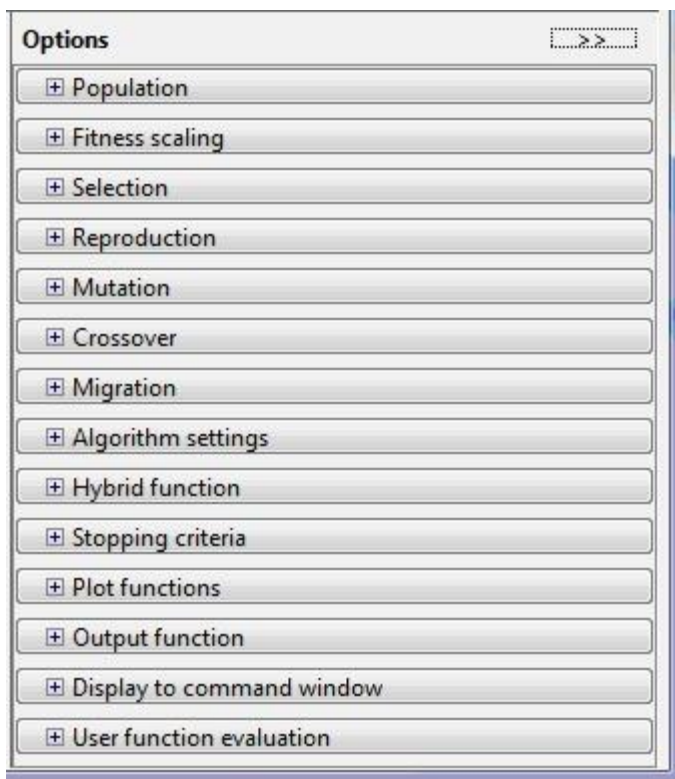 Options >>
Population
Fitness scaling
Selection
Reproduction
Mutation
Crossover
Migration
Algorithm settings
Hybrid function
Stopping criteria
Plot functions
Output function
Display to command window
User function evaluation